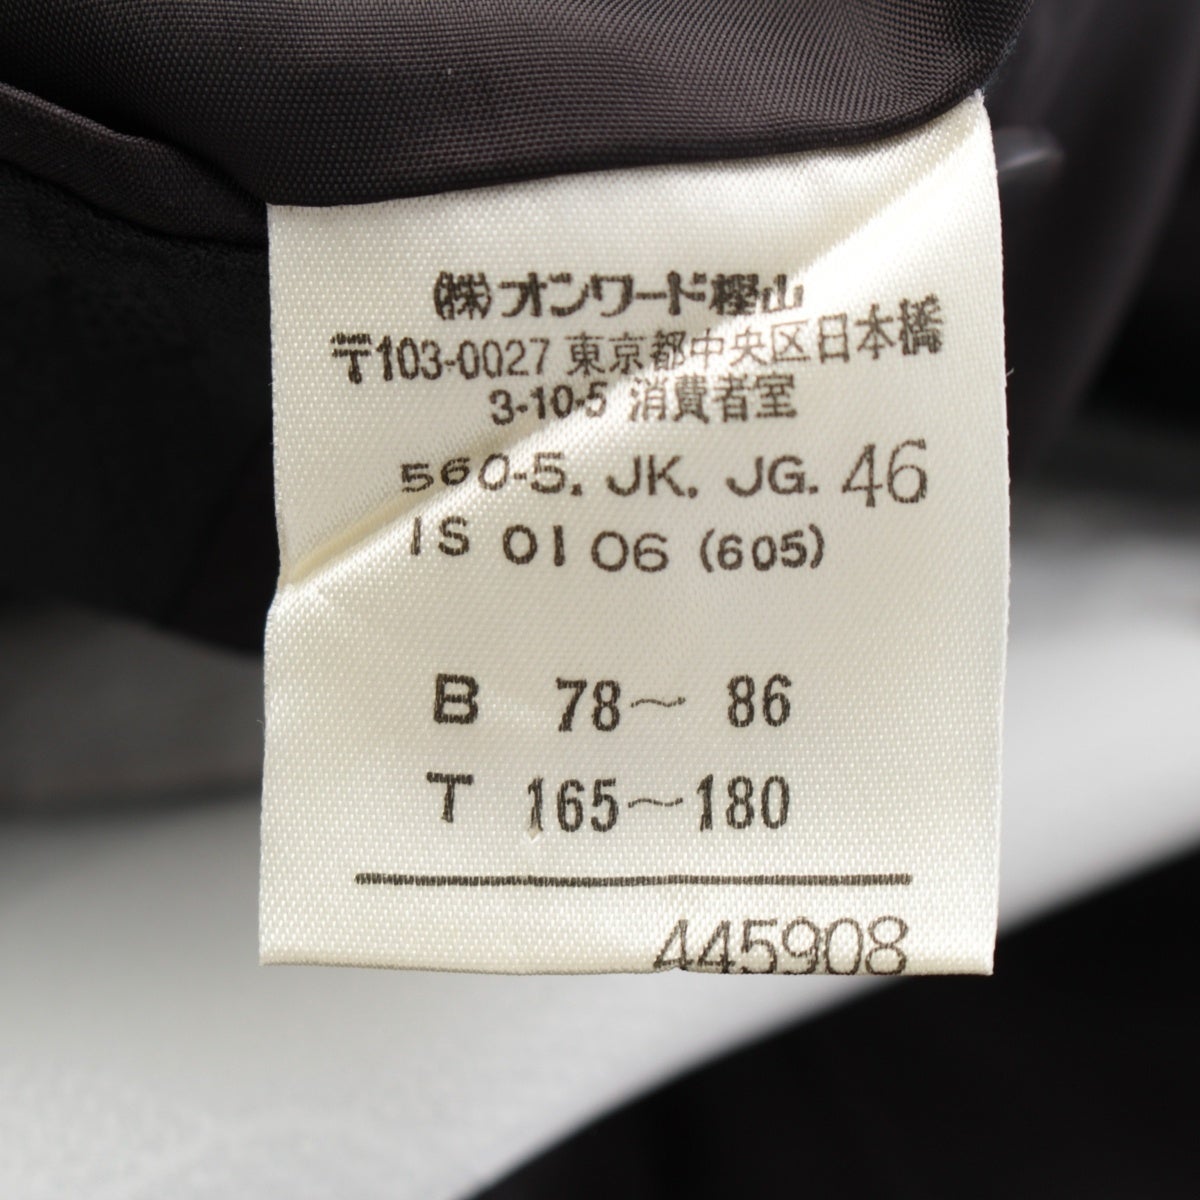 (株)オンワード樫山
〒103-0027 東京都中央区日本橋
3-10-5 消費者室
560-5. JK. JG. 46
IS 0106 (605)
B 78~ 86
T 165~180
445908